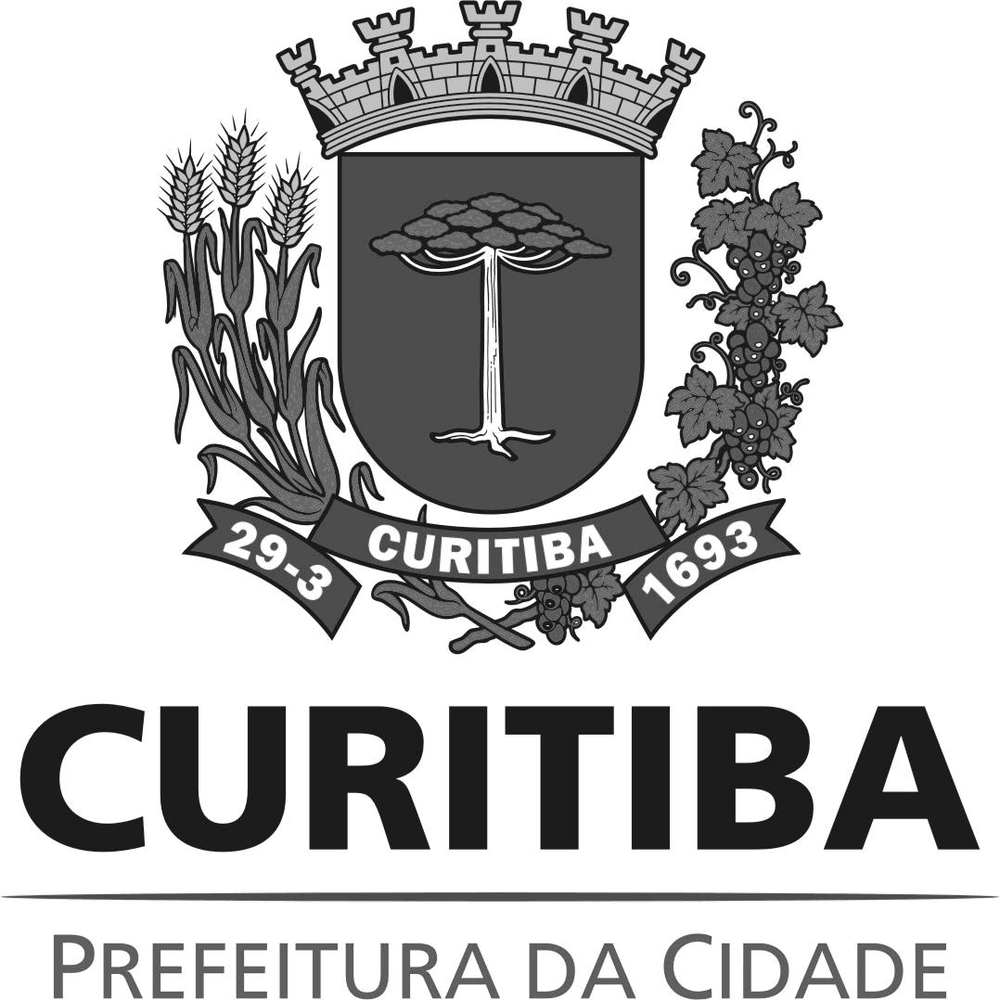 29-3 CURITIBA 1693
CURITIBA
PREFEITURA DA CIDADE